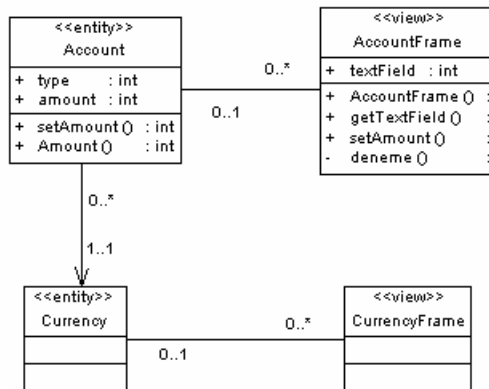 <<entity>>
Account
+ type : int
+ amount : int
+ setAmount () : int
+ Amount () : int
<<view>>
AccountFrame
+ textField : int
+ AccountFrame () :
+ getTextField () :
+ setAmount () :
- deneme () :
0..*
0..1
0..*
1..1
<<entity>>
Currency
<<view>>
CurrencyFrame
0..*
0..1